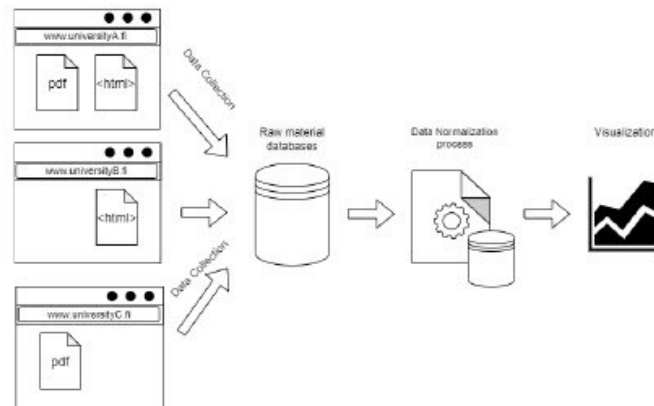 www.universityA.fi
pdf
<html>
Data Collection
www.universityB.fi
<html>
Data Collection
www.universityC.fi
pdf
Raw material
databases
Data Normalization
process
Visualization